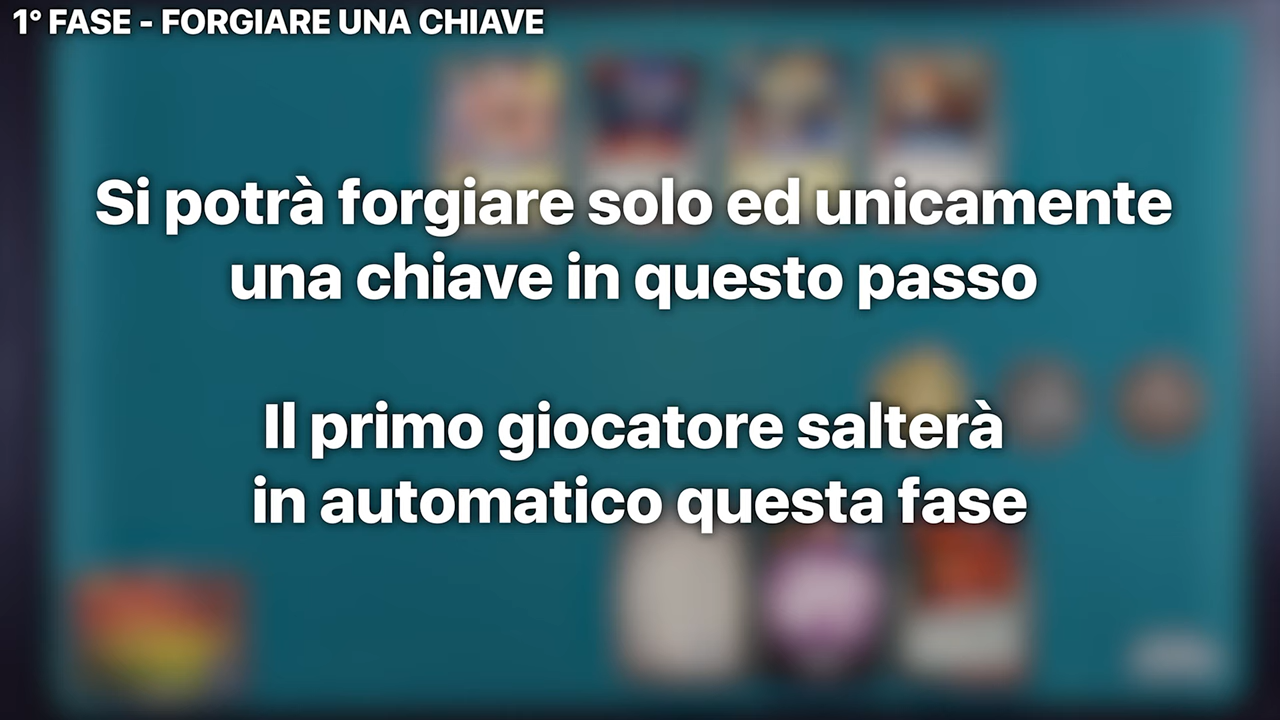 1° FASE - FORGIARE UNA CHIAVE
Si potrà forgiare solo ed unicamente
una chiave in questo passo
Il primo giocatore salterà
in automatico questa fase